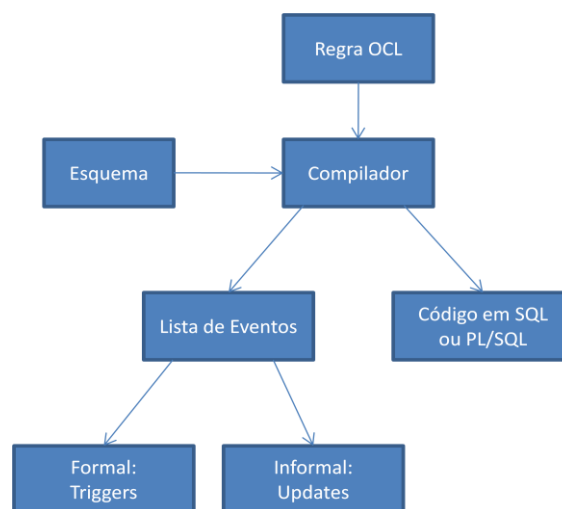 Regra OCL
Esquema
Compilador
Lista de Eventos
Código em SQL
ou PL/SQL
Formal:
Triggers
Informal:
Updates